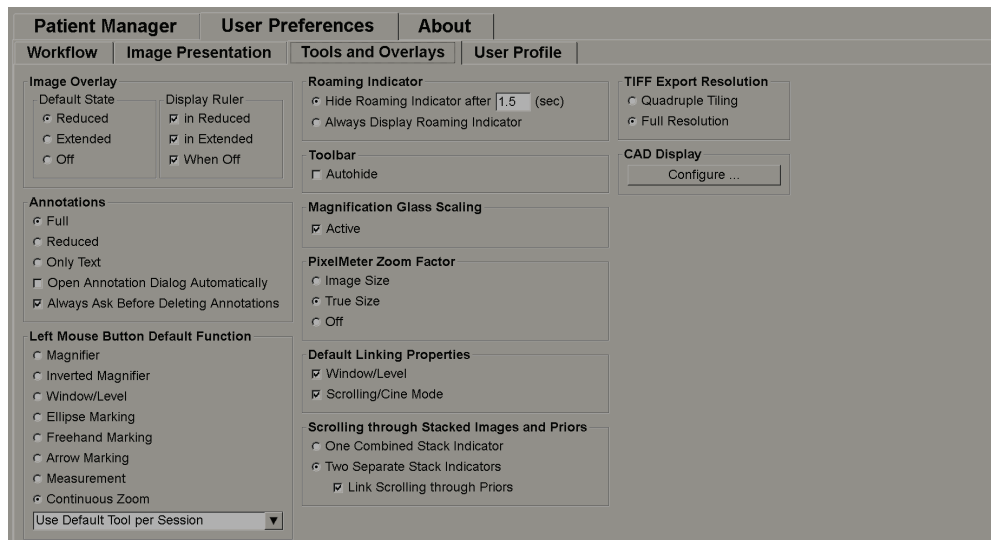 Patient Manager User Preferences About
Workflow Image Presentation Tools and Overlays User Profile
Image Overlay
Default State
Reduced
Extended
Off
Display Ruler
in Reduced
in Extended
When Off
Annotations
Full
Reduced
Only Text
Open Annotation Dialog Automatically
Always Ask Before Deleting Annotations
Left Mouse Button Default Function
Magnifier
Inverted Magnifier
Window/Level
Ellipse Marking
Freehand Marking
Arrow Marking
Measurement
Continuous Zoom
Use Default Tool per Session
Roaming Indicator
Hide Roaming Indicator after 1.5 (sec)
Always Display Roaming Indicator
Toolbar
Autohide
Magnification Glass Scaling
Active
PixelMeter Zoom Factor
Image Size
True Size
Off
Default Linking Properties
Window/Level
Scrolling/Cine Mode
Scrolling through Stacked Images and Priors
One Combined Stack Indicator
Two Separate Stack Indicators
Link Scrolling through Priors
TIFF Export Resolution
Quadruple Tiling
Full Resolution
CAD Display
Configure ...